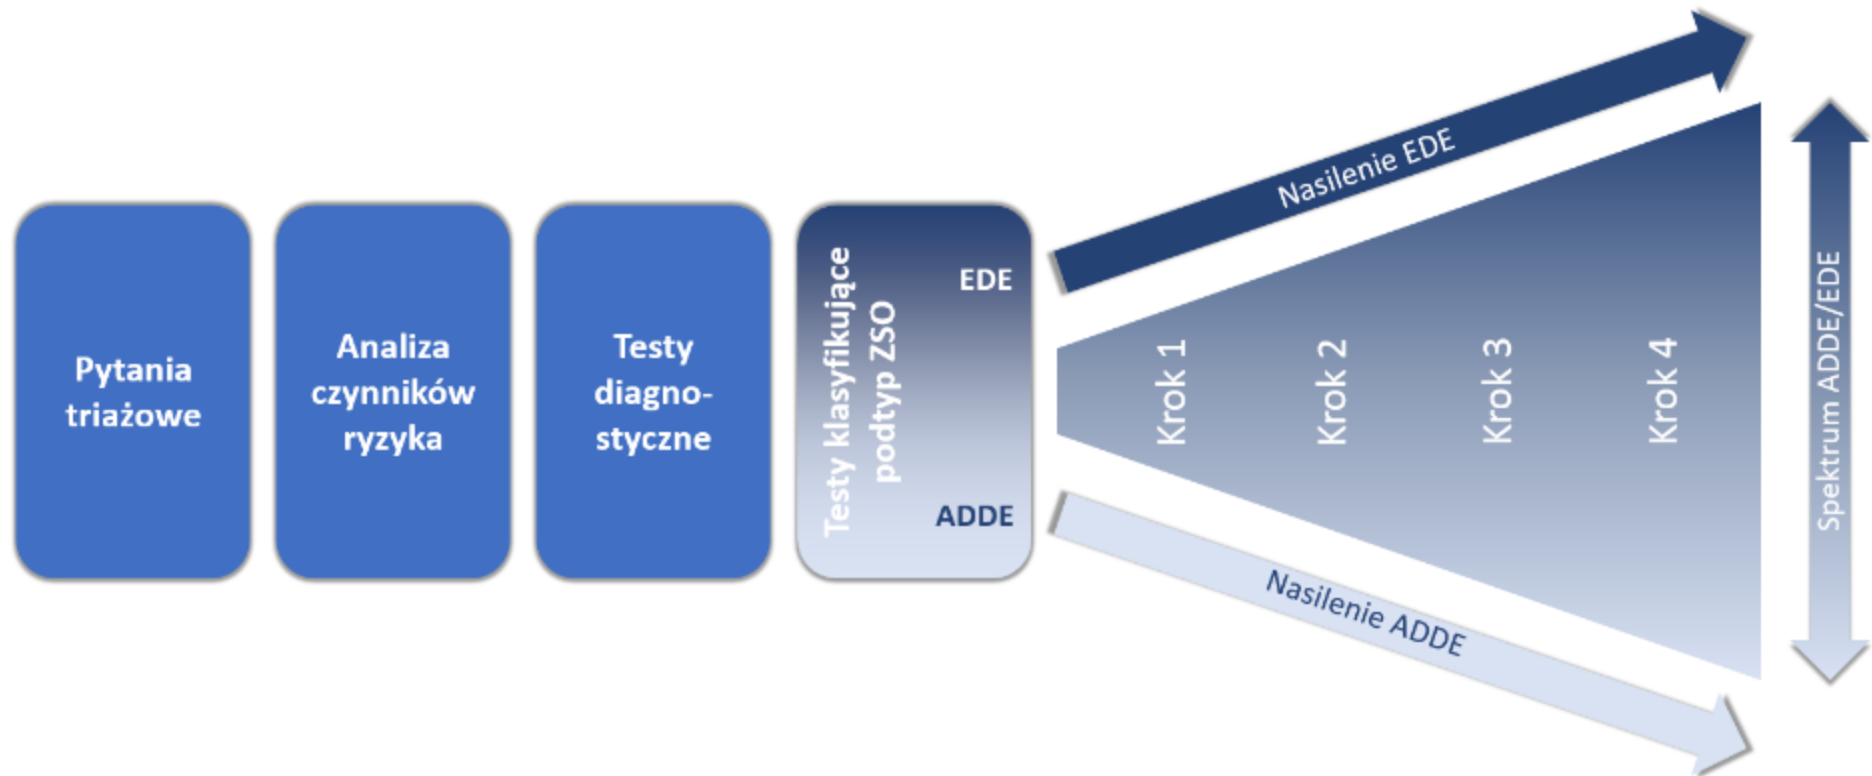 Pytania
triażowe
Analiza
czynników
ryzyka
Testy
diagno-
styczne
Testy klasyfikujące
podtyp ZSO
EDE
ADDE
Nasilenie EDE
Krok 1
Krok 2
Krok 3
Krok 4
Nasilenie ADDE
Spektrum ADDE/EDE